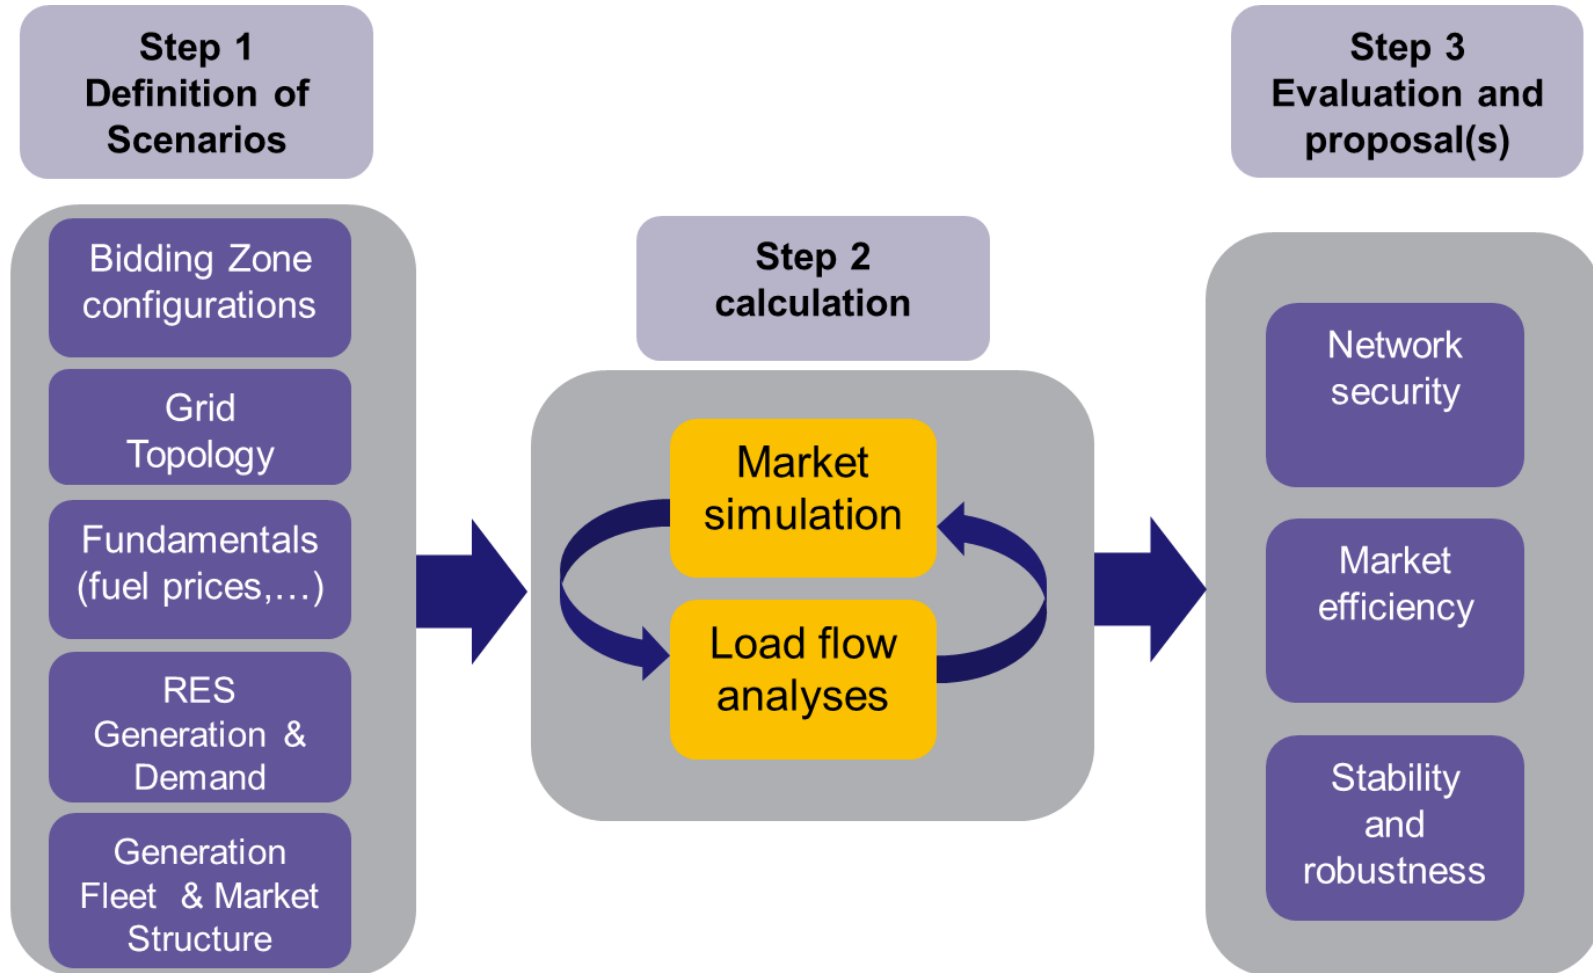 Step 1
Definition of
Scenarios
Bidding Zone
configurations
Grid
Topology
Fundamentals
(fuel prices,…)
RES
Generation &
Demand
Generation
Fleet & Market
Structure
Step 2
calculation
Market
simulation
Load flow
analyses
Step 3
Evaluation and
proposal(s)
Network
security
Market
efficiency
Stability
and
robustness